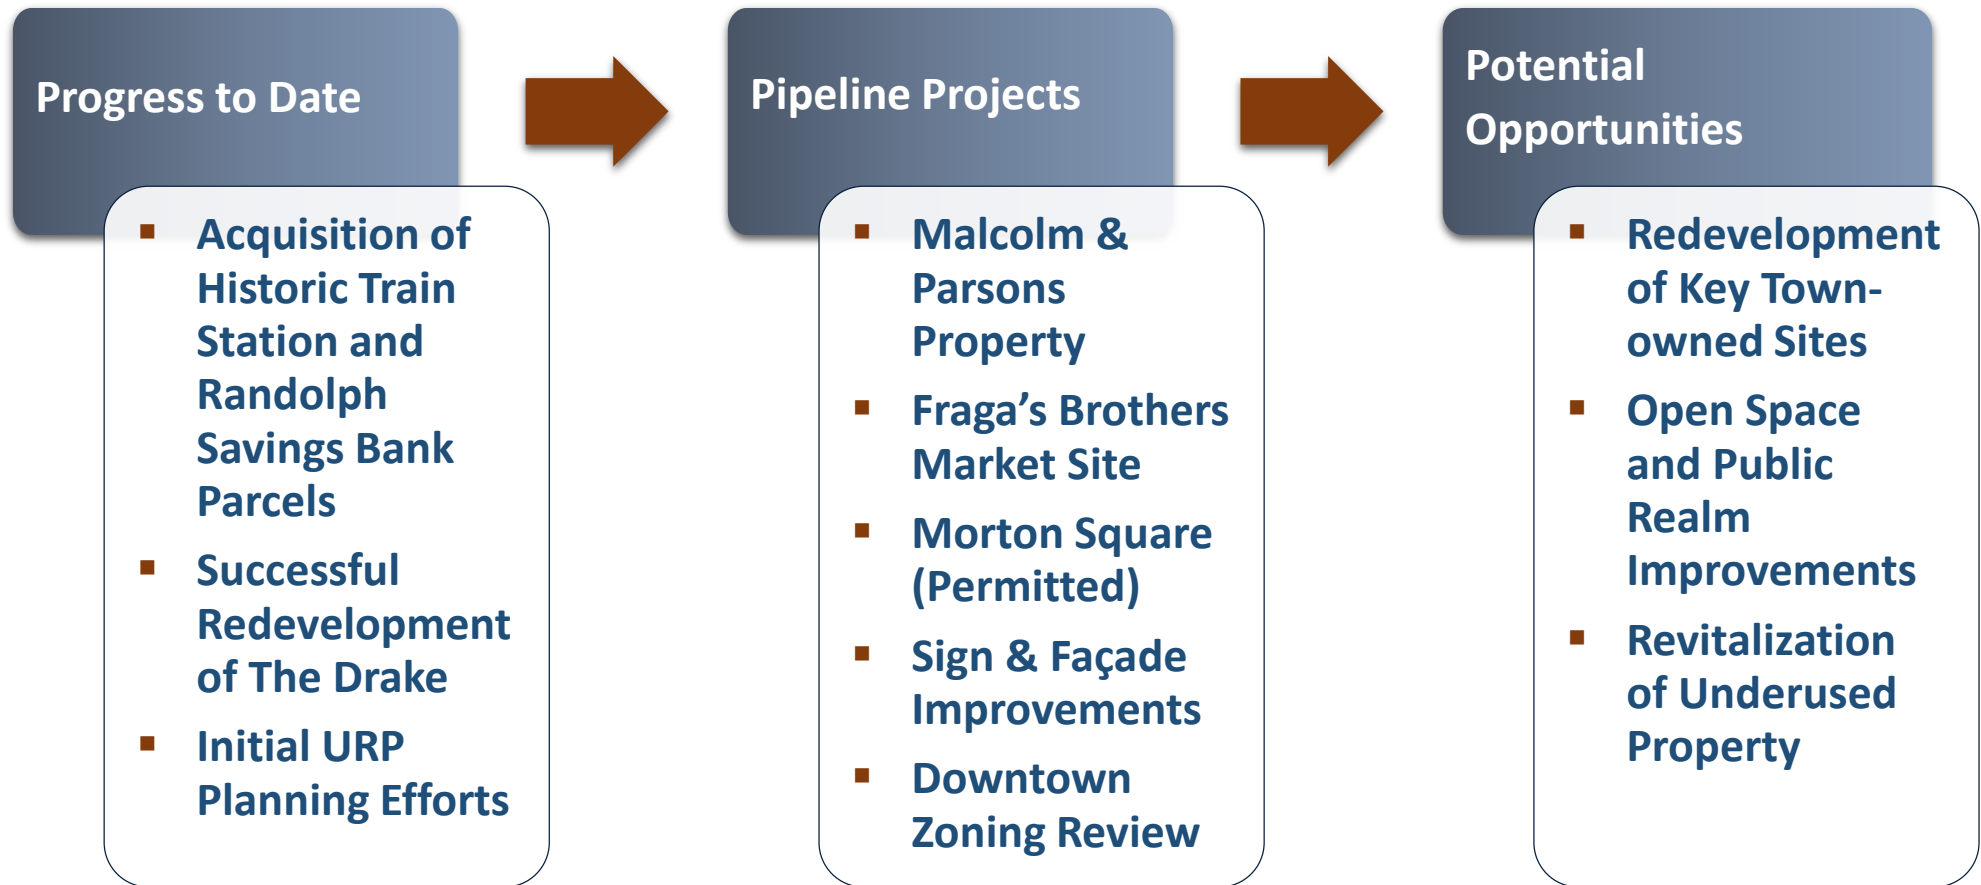 Progress to Date
▪ Acquisition of
Historic Train
Station and
Randolph
Savings Bank
Parcels
▪ Successful
Redevelopment
of The Drake
▪ Initial URP
Planning Efforts
Pipeline Projects
▪ Malcolm &
Parsons
Property
▪ Fraga’s Brothers
Market Site
▪ Morton Square
(Permitted)
▪ Sign & Façade
Improvements
▪ Downtown
Zoning Review
Potential
Opportunities
▪ Redevelopment
of Key Town-
owned Sites
▪ Open Space
and Public
Realm
Improvements
▪ Revitalization
of Underused
Property